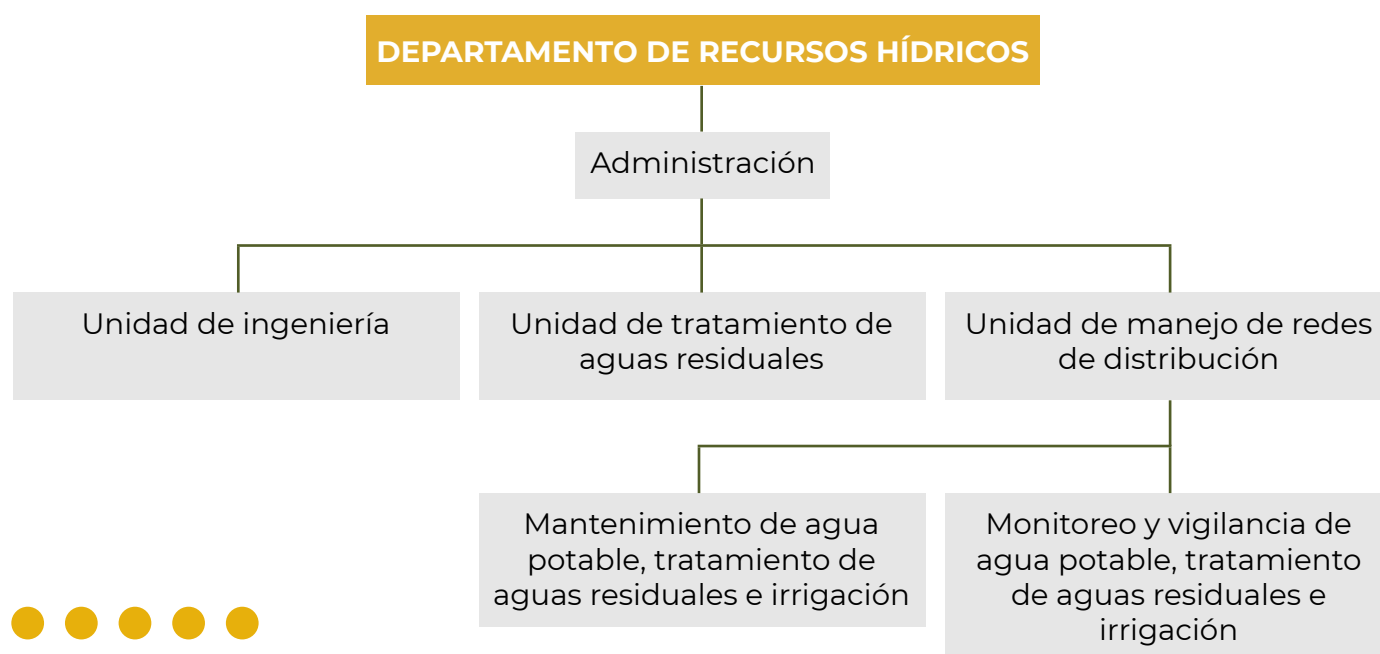 DEPARTAMENTO DE RECURSOS HÍDRICOS
Administración
Unidad de ingeniería
Unidad de tratamiento de
aguas residuales
Unidad de manejo de redes
de distribución
Mantenimiento de agua
potable, tratamiento de
aguas residuales e irrigación
Monitoreo y vigilancia de
agua potable, tratamiento
de aguas residuales e
irrigación